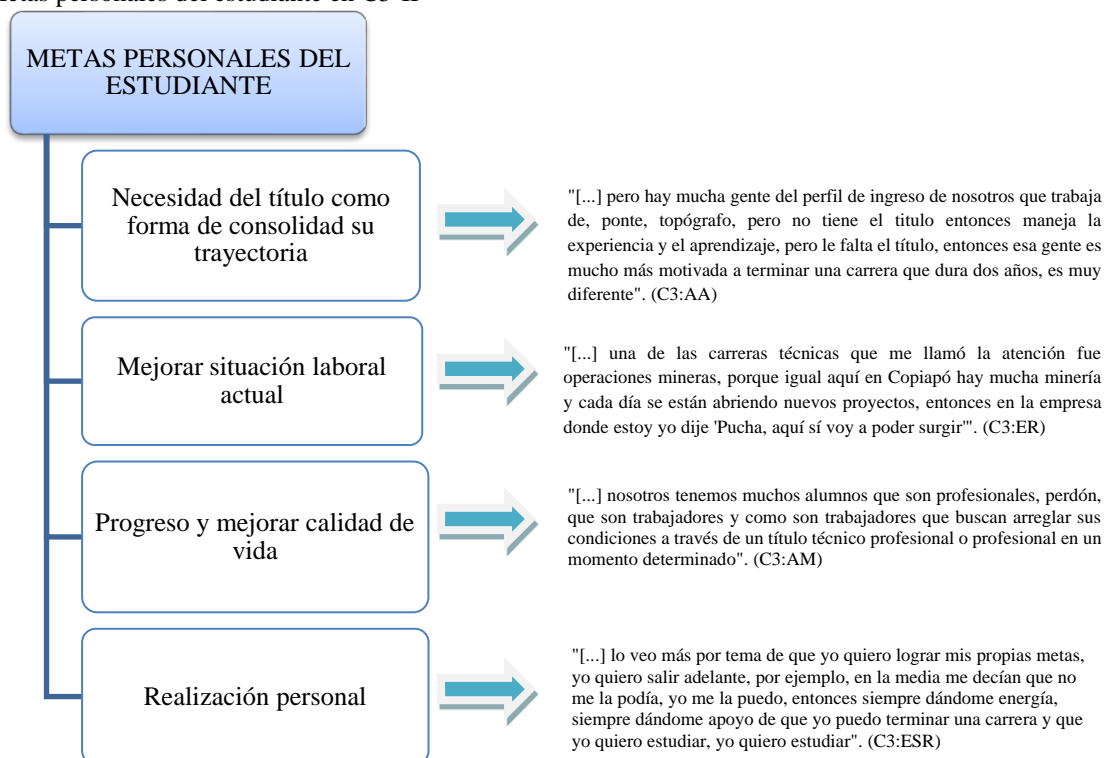 METAS PERSONALES DEL
ESTUDIANTE
Necesidad del título como
forma de consolidad su
trayectoria
"[...] pero hay mucha gente del perfil de ingreso de nosotros que trabaja
de, ponte, topógrafo, pero no tiene el titulo entonces maneja la
experiencia y el aprendizaje, pero le falta el título, entonces esa gente es
mucho más motivada a terminar una carrera que dura dos años, es muy
diferente". (C3:AA)
Mejorar situación laboral
actual
"[...] una de las carreras técnicas que me llamó la atención fue
operaciones mineras, porque igual aquí en Copiapó hay mucha minería
y cada día se están abriendo nuevos proyectos, entonces en la empresa
donde estoy yo dije 'Pucha, aquí sí voy a poder surgir'". (C3:ER)
Progreso y mejorar calidad de
vida
"[...] nosotros tenemos muchos alumnos que son profesionales, perdón,
que son trabajadores y como son trabajadores que buscan arreglar sus
condiciones a través de un título técnico profesional o profesional en un
momento determinado". (C3:AM)
Realización personal
"[...] lo veo más por tema de que yo quiero lograr mis propias metas,
yo quiero salir adelante, por ejemplo, en la media me decían que no
me la podía, yo me la puedo, entonces siempre dándome energía,
siempre dándome apoyo de que yo puedo terminar una carrera y que
yo quiero estudiar, yo quiero estudiar". (C3:ESR)